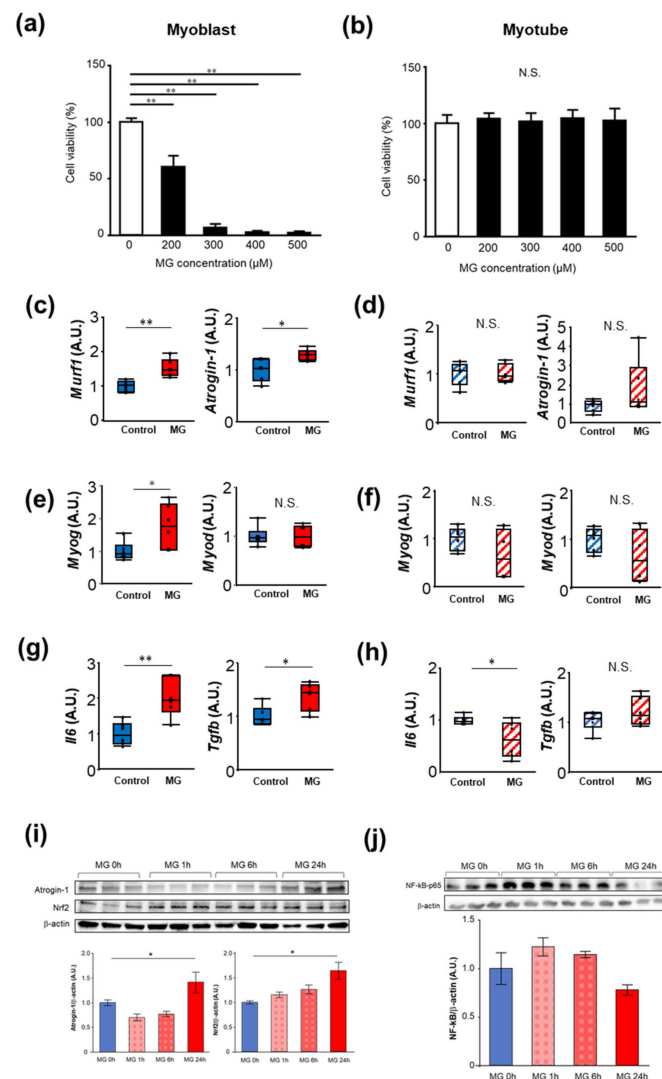 (a) Myoblast
Cell viability (%)
150
100
50
0
**
**
**
**
0 200 300 400 500
MG concentration (μM)
(b) Myotube
Cell viability (%)
150
100
50
0
N.S.
0 200 300 400 500
MG concentration (μM)
(c)
Murf1 (A.U.)
3
2
1
0
**
Control MG
Atrogin-1 (A.U.)
2
1
0
*
Control MG
(d)
Murf1 (A.U.)
2
1
0
N.S.
Control MG
Atrogin-1 (A.U.)
5
4
3
2
1
0
N.S.
Control MG
(e)
Myog (A.U.)
3
2
1
0
*
Control MG
Myod (A.U.)
2
1
0
N.S.
Control MG
(f)
Myog (A.U.)
2
1
0
N.S.
Control MG
Myod (A.U.)
2
1
0
N.S.
Control MG
(g)
Il6 (A.U.)
3
2
1
0
**
Control MG
Tgfb (A.U.)
2
1
0
*
Control MG
(h)
Il6 (A.U.)
2
1
0
*
Control MG
Tgfb (A.U.)
2
1
0
N.S.
Control MG
(i)
MG 0h MG 1h MG 6h MG 24h
Atrogin-1
Nrf2
β-actin
Atrogin-1/β-actin (A.U.)
2.0
1.5
1.0
0.5
0
*
MG 0h MG 1h MG 6h MG 24h
Nrf2/β-actin (A.U.)
2.0
1.5
1.0
0.5
0
*
MG 0h MG 1h MG 6h MG 24h
(j)
MG 0h MG 1h MG 6h MG 24h
NF-kB-p65
β-actin
NF-kB/β-actin (A.U.)
1.5
1.0
0.5
0
MG 0h MG 1h MG 6h MG 24h